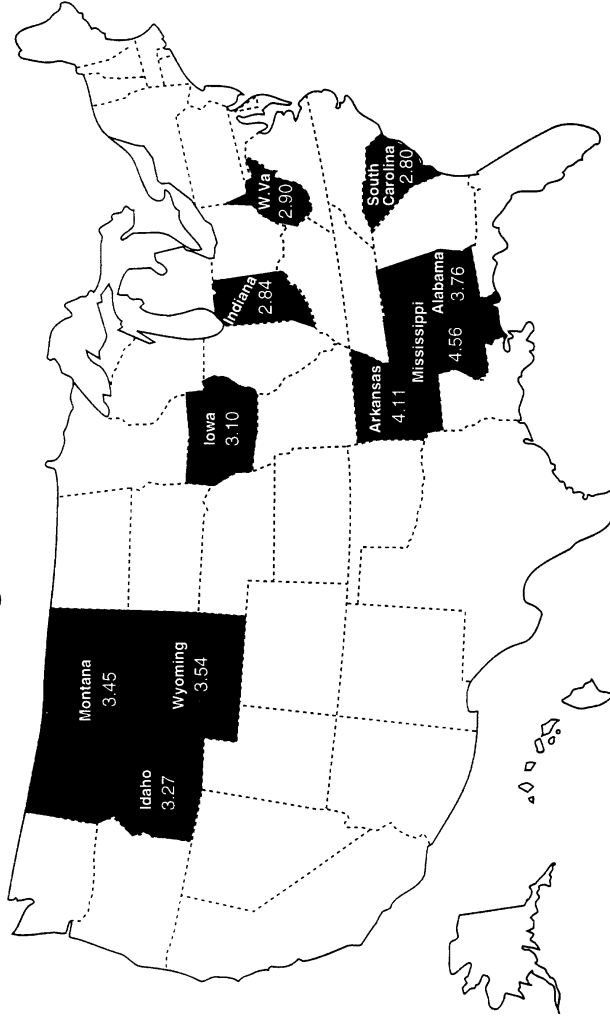 Montana
3.45
Idaho
3.27
Wyoming
3.54
Iowa
3.10
Indiana
2.84
W.Va
2.90
South
Carolina
2.80
Arkansas
4.11
Mississippi
4.56
Alabama
3.76